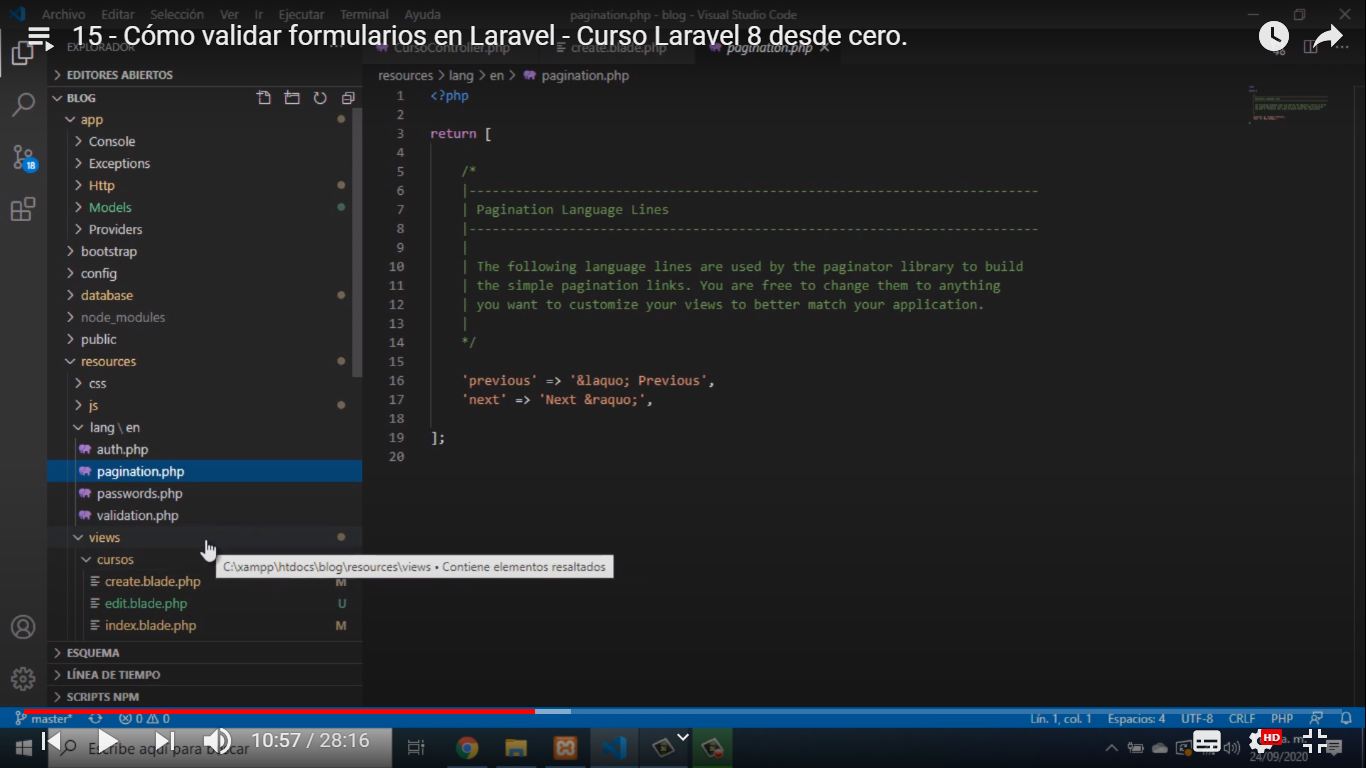 Archivo Editar Selección Ver Ir Ejecutar Terminal Ayuda pagination.php - blog - Visual Studio Code
15 - Cómo validar formularios en Laravel - Curso Laravel 8 desde cero.
EXPLORADOR
CursoController.php create.blade.php pagination.php
EDITORES ABIERTOS
resources > lang > en > pagination.php
BLOG
app
Console
Exceptions
Http
Models
Providers
bootstrap
config
database
node_modules
public
resources
css
js
lang \ en
auth.php
pagination.php
passwords.php
validation.php
views
cursos
create.blade.php M
edit.blade.php U
index.blade.php M
ESQUEMA
LÍNEA DE TIEMPO
SCRIPTS NPM
18
1 <?php
2
3 return [
4
5 /*
6 |--------------------------------------------------------------------------
7 | Pagination Language Lines
8 |--------------------------------------------------------------------------
9 |
10 | The following language lines are used by the paginator library to build
11 | the simple pagination links. You are free to change them to anything
12 | you want to customize your views to better match your application.
13 |
14 */
15
16 'previous' => '&laquo; Previous',
17 'next' => 'Next &raquo;',
18
19 ];
20
C:\xampp\htdocs\blog\resources\views • Contiene elementos resaltados
master* 0 0 Lín. 1, col. 1 Espacios: 4 UTF-8 CRLF PHP
Escribe aquí para buscar
10:57 / 28:16
HD
24/09/2020